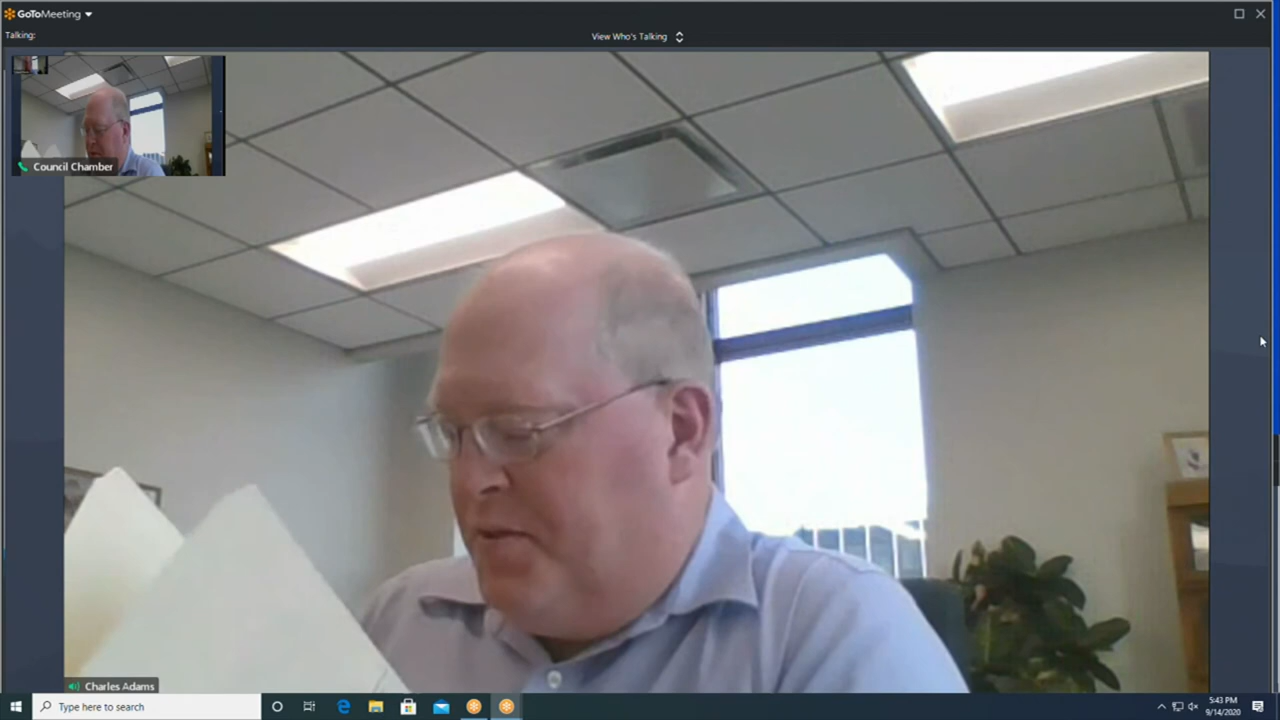 GoToMeeting
Talking:
View Who's Talking
Council Chamber
Charles Adams
Type here to search
5:43 PM
9/14/2020